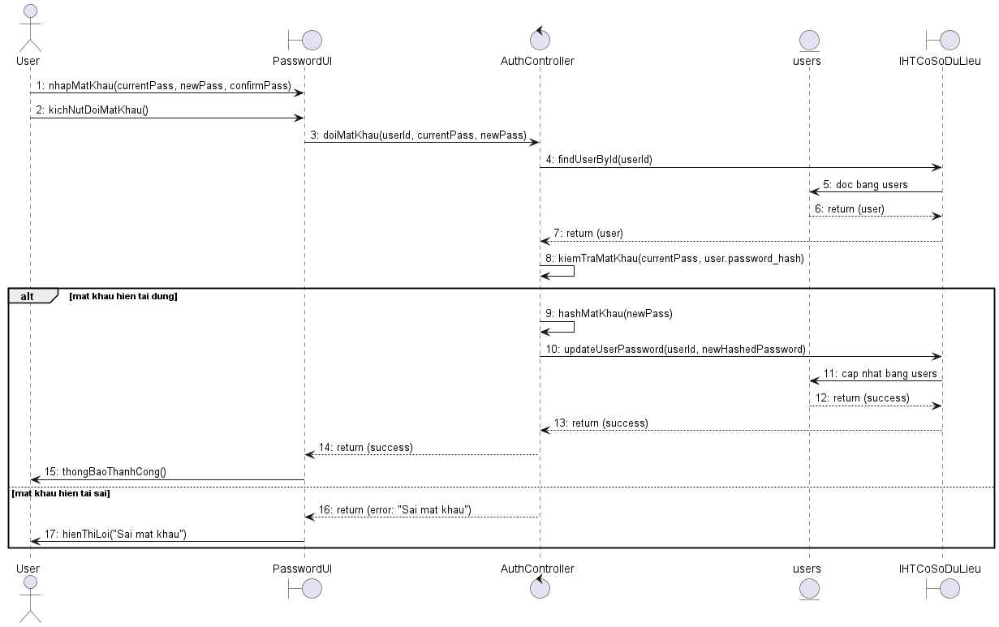 User
PasswordUI
AuthController
users
IHTCoSoDuLieu
1: nhapMatKhau(currentPass, newPass, confirmPass)
2: kichNutDoiMatKhau()
3: doiMatKhau(userId, currentPass, newPass)
4: findUserById(userId)
5: doc bang users
6: return (user)
7: return (user)
8: kiemTraMatKhau(currentPass, user.password_hash)
alt [mat khau hien tai dung]
9: hashMatKhau(newPass)
10: updateUserPassword(userId, newHashedPassword)
11: cap nhat bang users
12: return (success)
13: return (success)
14: return (success)
15: thongBaoThanhCong()
[mat khau hien tai sai]
16: return (error: "Sai mat khau")
17: hienThiLoi("Sai mat khau")
User
PasswordUI
AuthController
users
IHTCoSoDuLieu